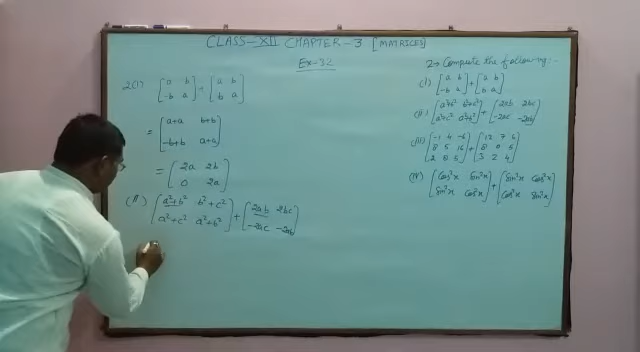 CLASS-XII CHAPTER-3 [MATRICES]
Ex-3.2
2(i) [a b] + [a b]
[-b a] [b a]
= [a+a b+b]
[-b+b a+a]
= [2a 2b]
[0 2a]
(ii) [a²+b² b²+c²] + [2ab 2bc]
[a²+c² a²+b²] [-2ac -2ab]
2→ Compute the following:-
(i) [a b] + [a b]
[-b a] [b a]
(ii) [a²+b² b²+c²] + [2ab 2bc]
[a²+c² a²+b²] [-2ac -2ab]
(iii) [-1 4 -6] + [12 7 6]
[8 5 16] [8 0 5]
[2 8 5] [3 2 4]
(iv) [cos²x sin²x] + [sin²x cos²x]
[sin²x cos²x] [cos²x sin²x]